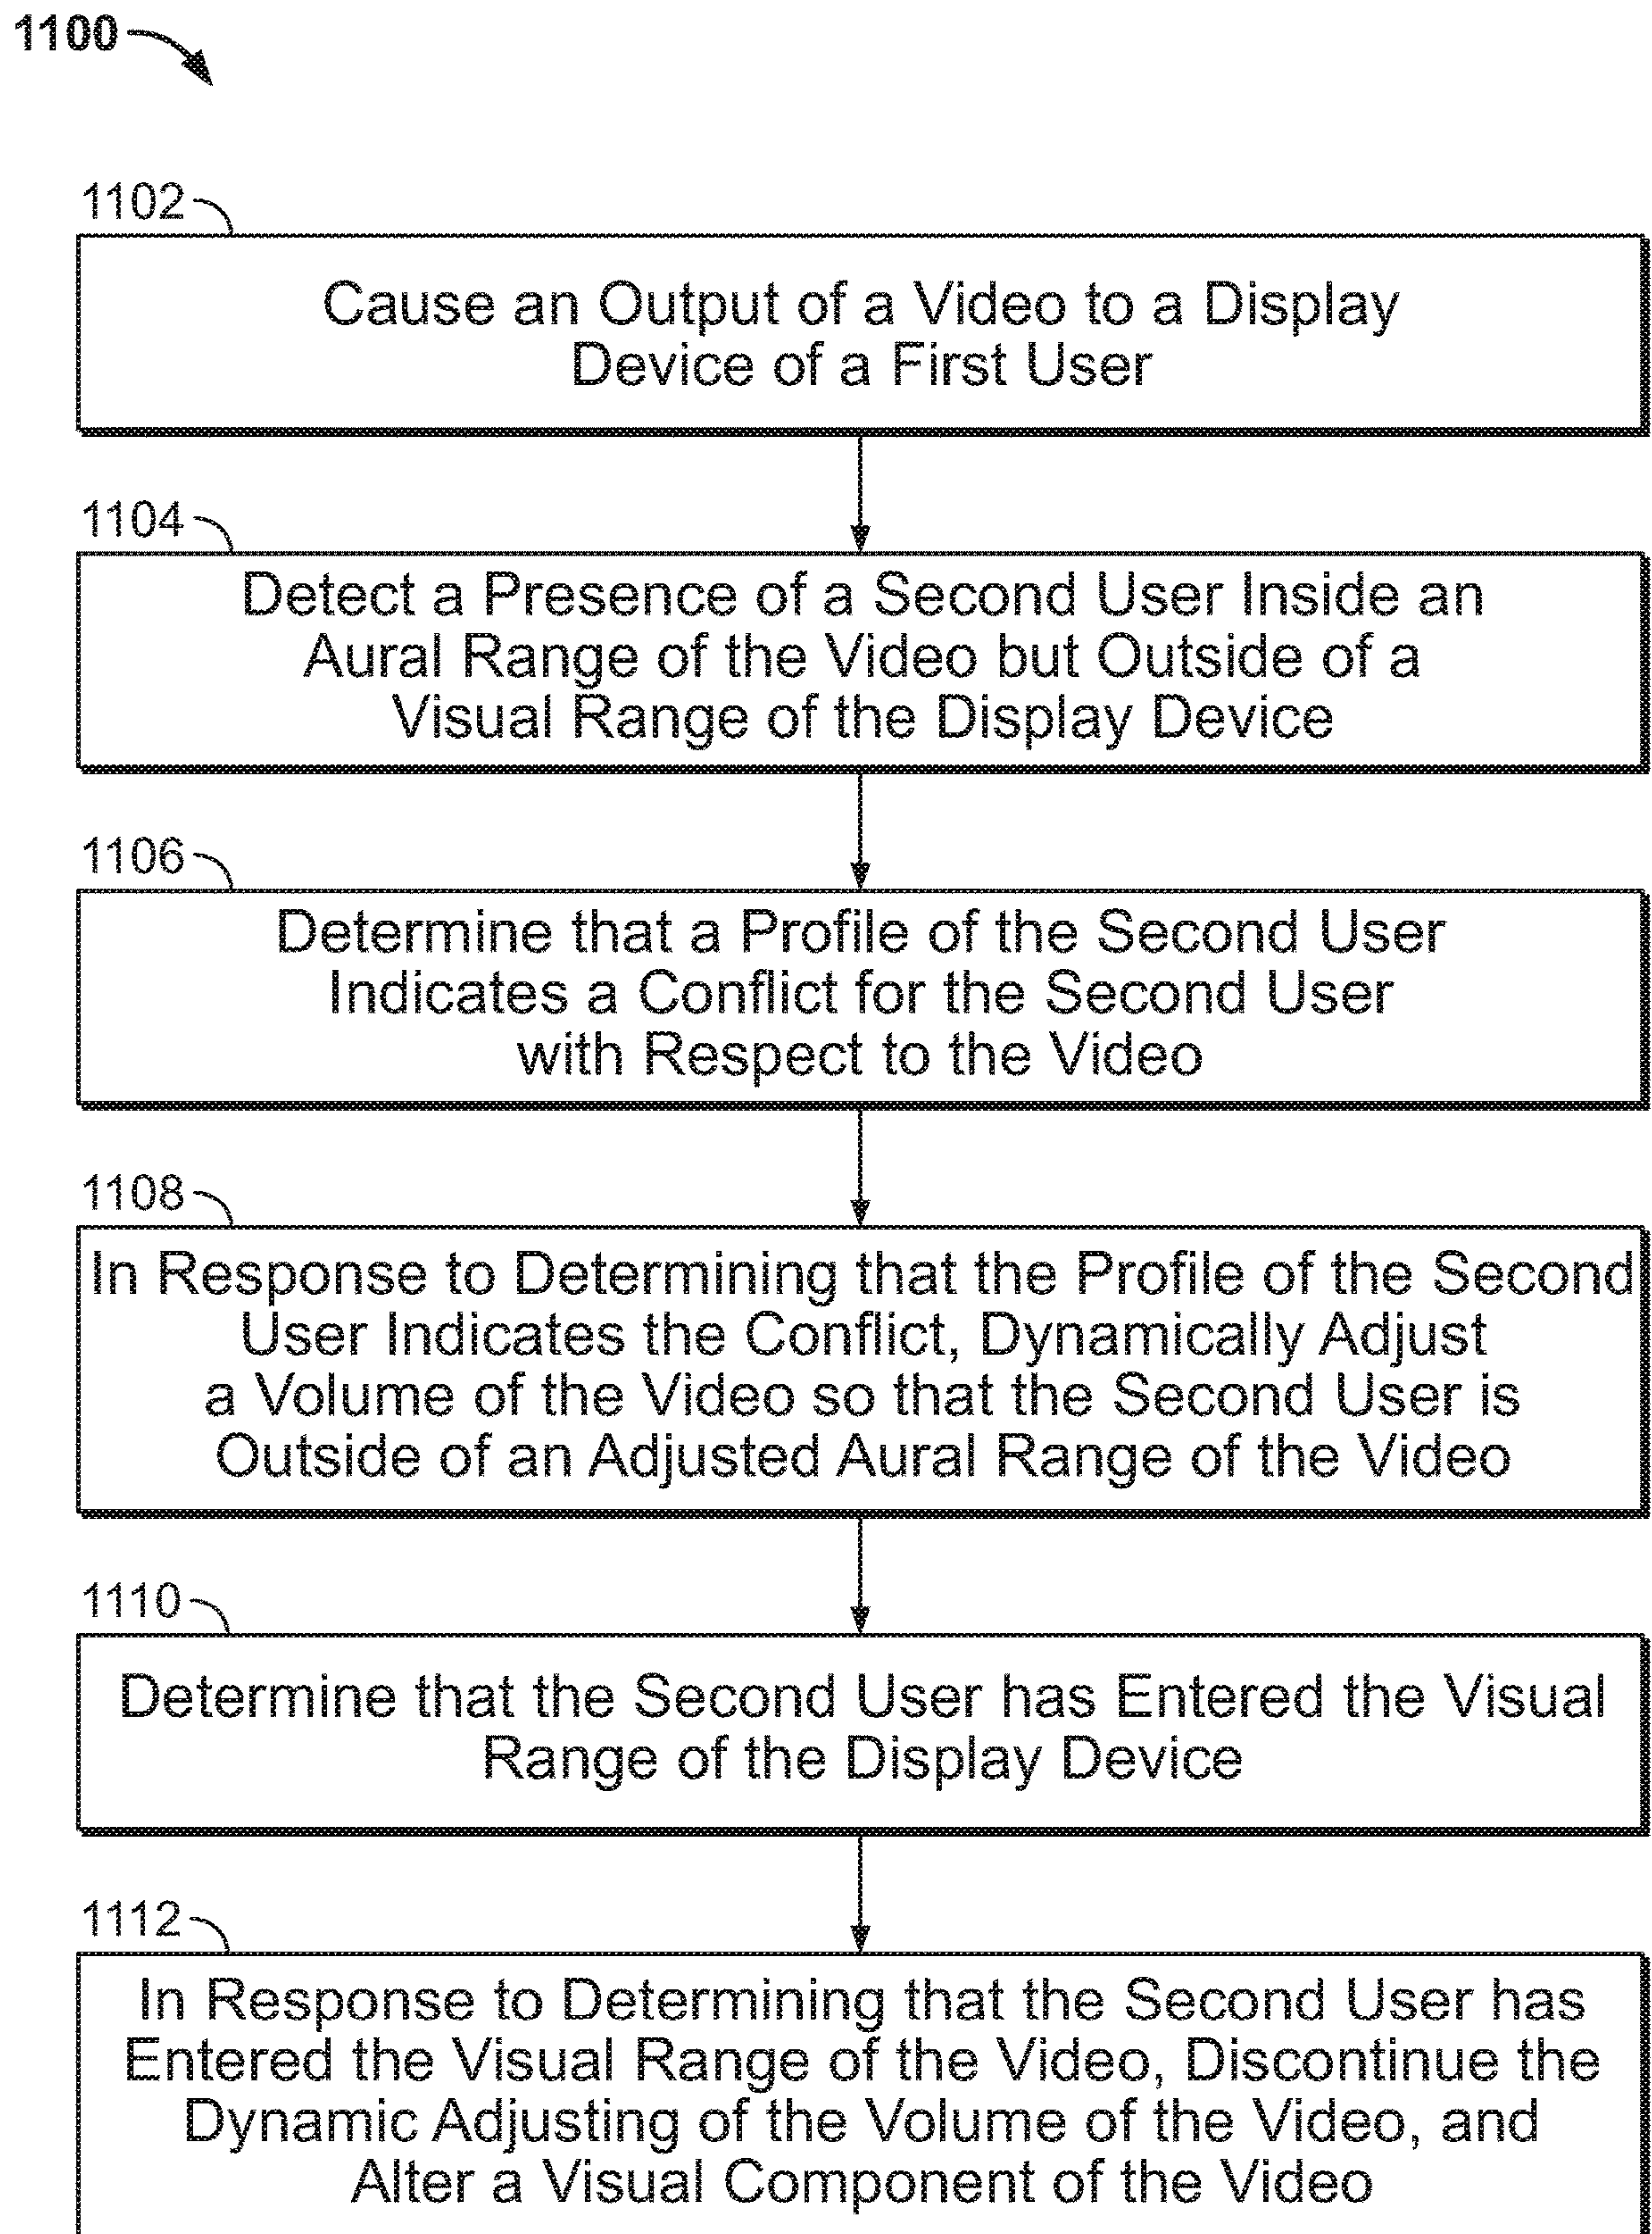 1100
1102
Cause an Output of a Video to a Display
Device of a First User
1104
Detect a Presence of a Second User Inside an
Aural Range of the Video but Outside of a
Visual Range of the Display Device
1106
Determine that a Profile of the Second User
Indicates a Conflict for the Second User
with Respect to the Video
1108
In Response to Determining that the Profile of the Second
User Indicates the Conflict, Dynamically Adjust
a Volume of the Video so that the Second User is
Outside of an Adjusted Aural Range of the Video
1110
Determine that the Second User has Entered the Visual
Range of the Display Device
1112
In Response to Determining that the Second User has
Entered the Visual Range of the Video, Discontinue the
Dynamic Adjusting of the Volume of the Video, and
Alter a Visual Component of the Video